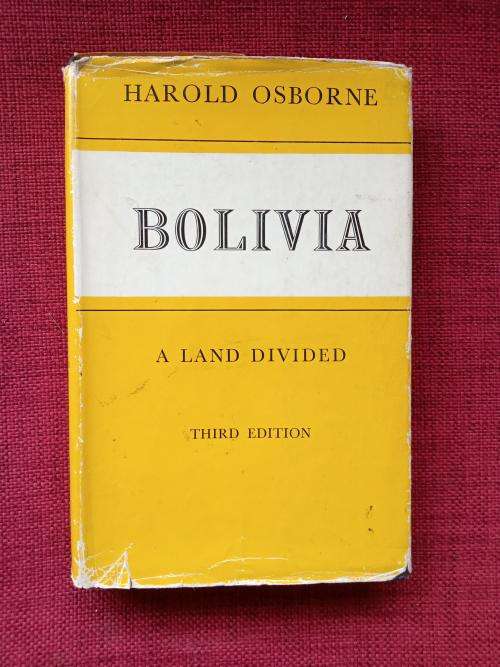 HAROLD OSBORNE
BOLIVIA
A LAND DIVIDED
THIRD EDITION